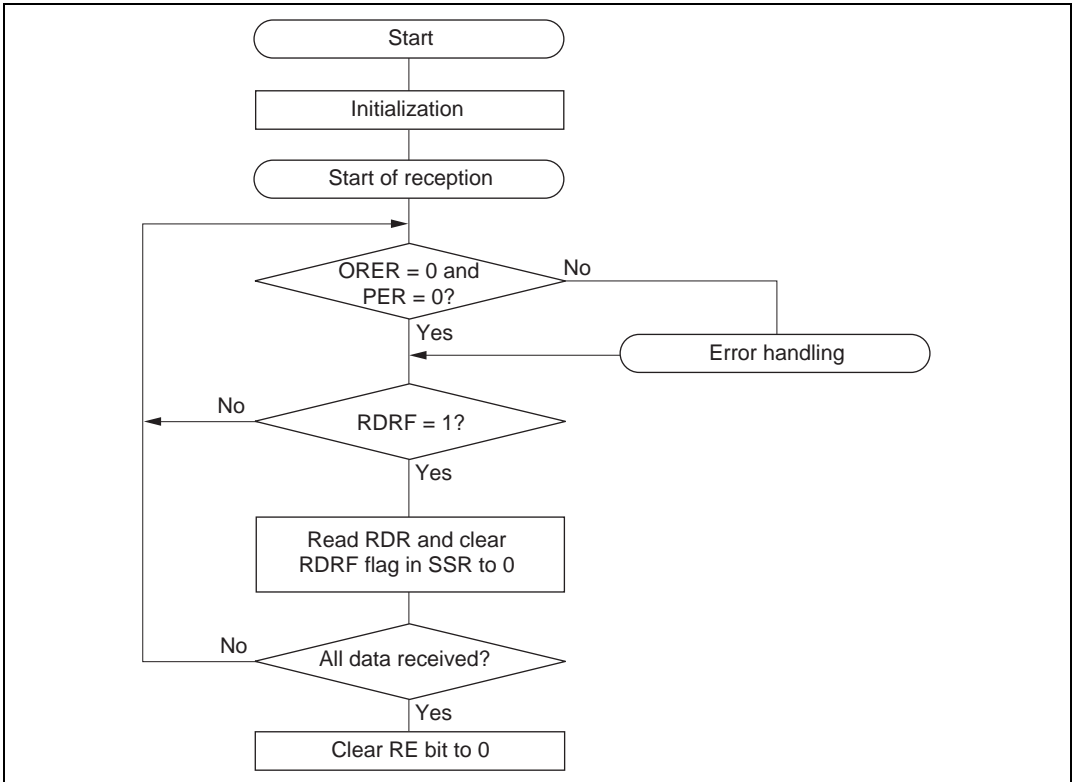 Start
Initialization
Start of reception
ORER = 0 and
PER = 0?
No
Yes
Error handling
No
RDRF = 1?
Yes
Read RDR and clear
RDRF flag in SSR to 0
No
All data received?
Yes
Clear RE bit to 0